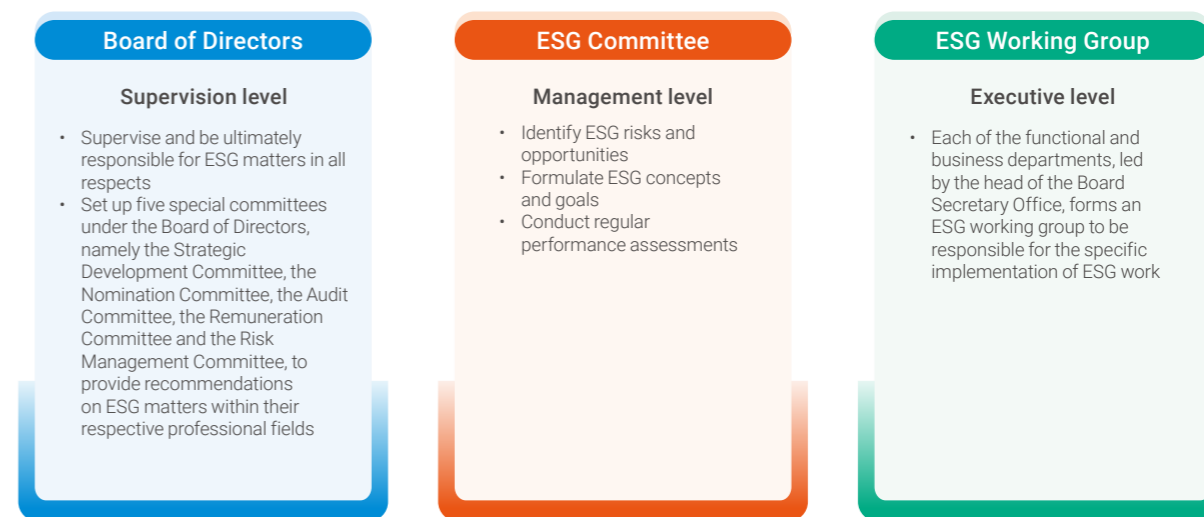 Board of Directors
Supervision level
• Supervise and be ultimately
responsible for ESG matters in all
respects
• Set up five special committees
under the Board of Directors,
namely the Strategic
Development Committee, the
Nomination Committee, the Audit
Committee, the Remuneration
Committee and the Risk
Management Committee, to
provide recommendations
on ESG matters within their
respective professional fields
ESG Committee
Management level
• Identify ESG risks and
opportunities
• Formulate ESG concepts
and goals
• Conduct regular
performance assessments
ESG Working Group
Executive level
• Each of the functional and
business departments, led
by the head of the Board
Secretary Office, forms an
ESG working group to be
responsible for the specific
implementation of ESG work